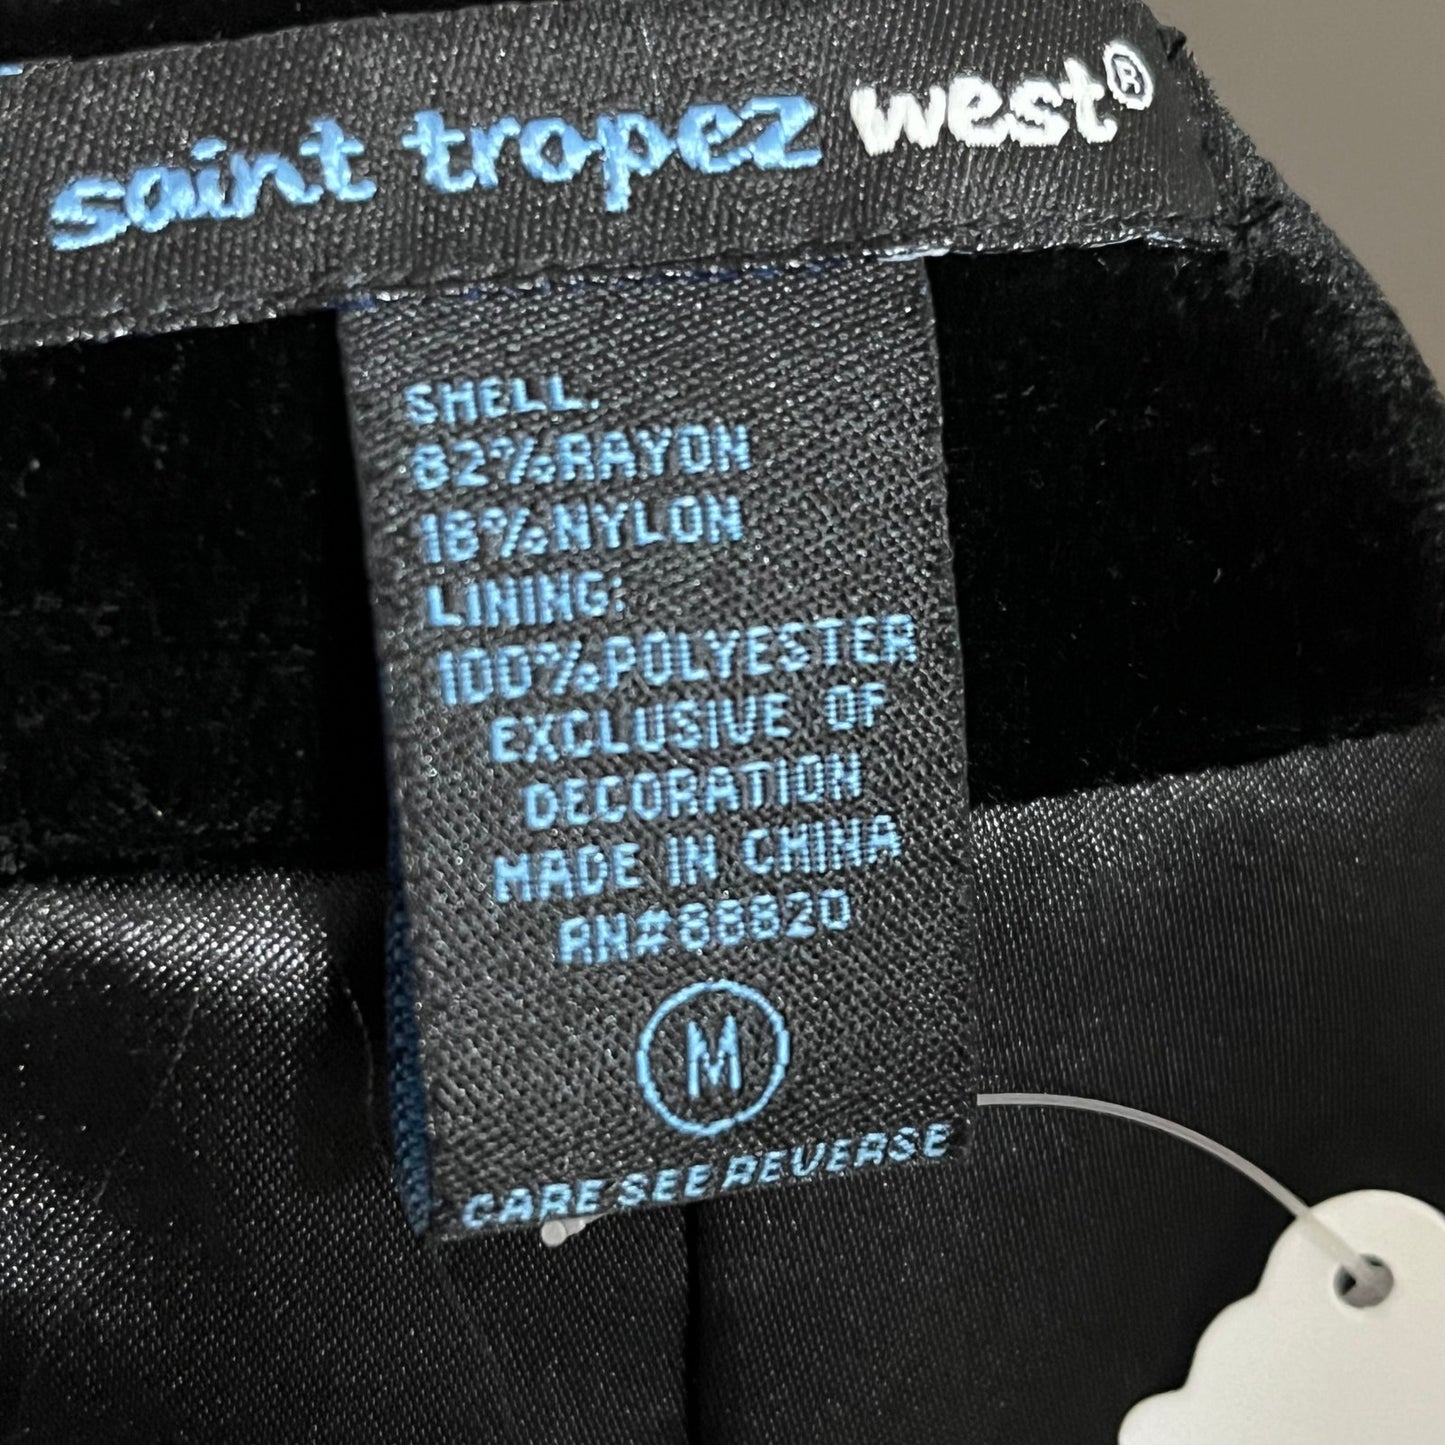 saint tropez west®
SHELL:
82%RAYON
18%NYLON
LINING:
100%POLYESTER
EXCLUSIVE OF
DECORATION
MADE IN CHINA
RN#88820
M
CARE SEE REVERSE